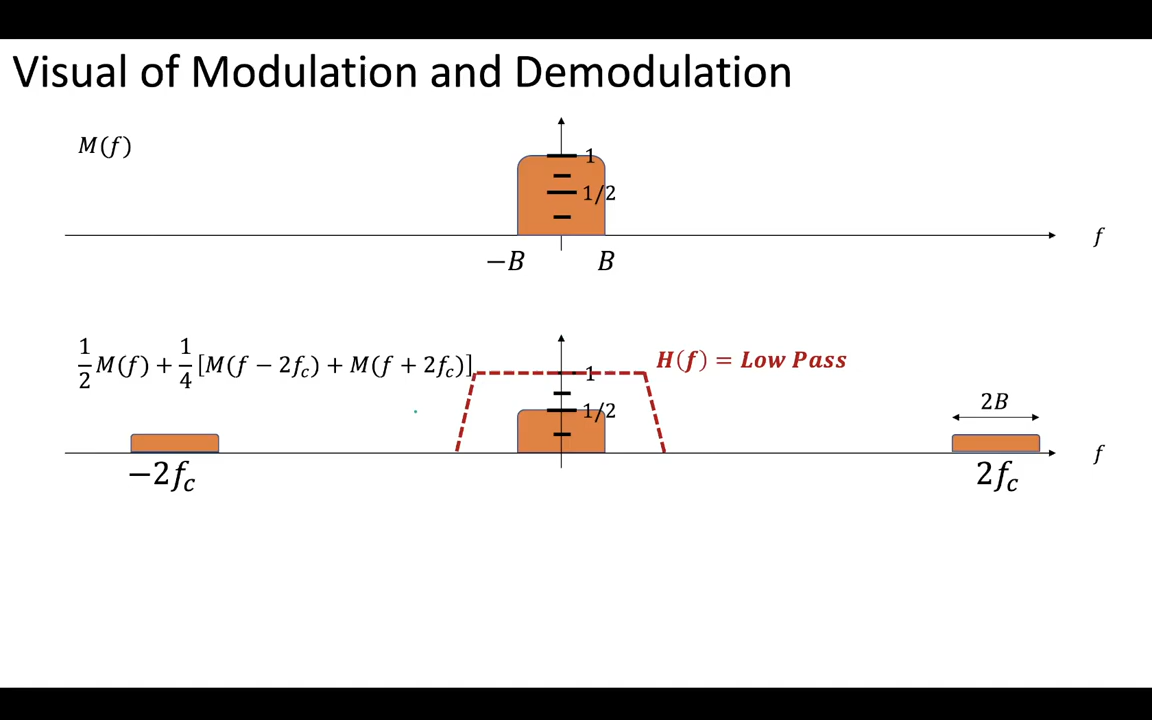 Visual of Modulation and Demodulation
M(f)
1
1/2
f
−B
B
1/2 M(f) + 1/4 [M(f − 2f_c) + M(f + 2f_c)]
H(f) = Low Pass
1
1/2
2B
f
−2f_c
2f_c